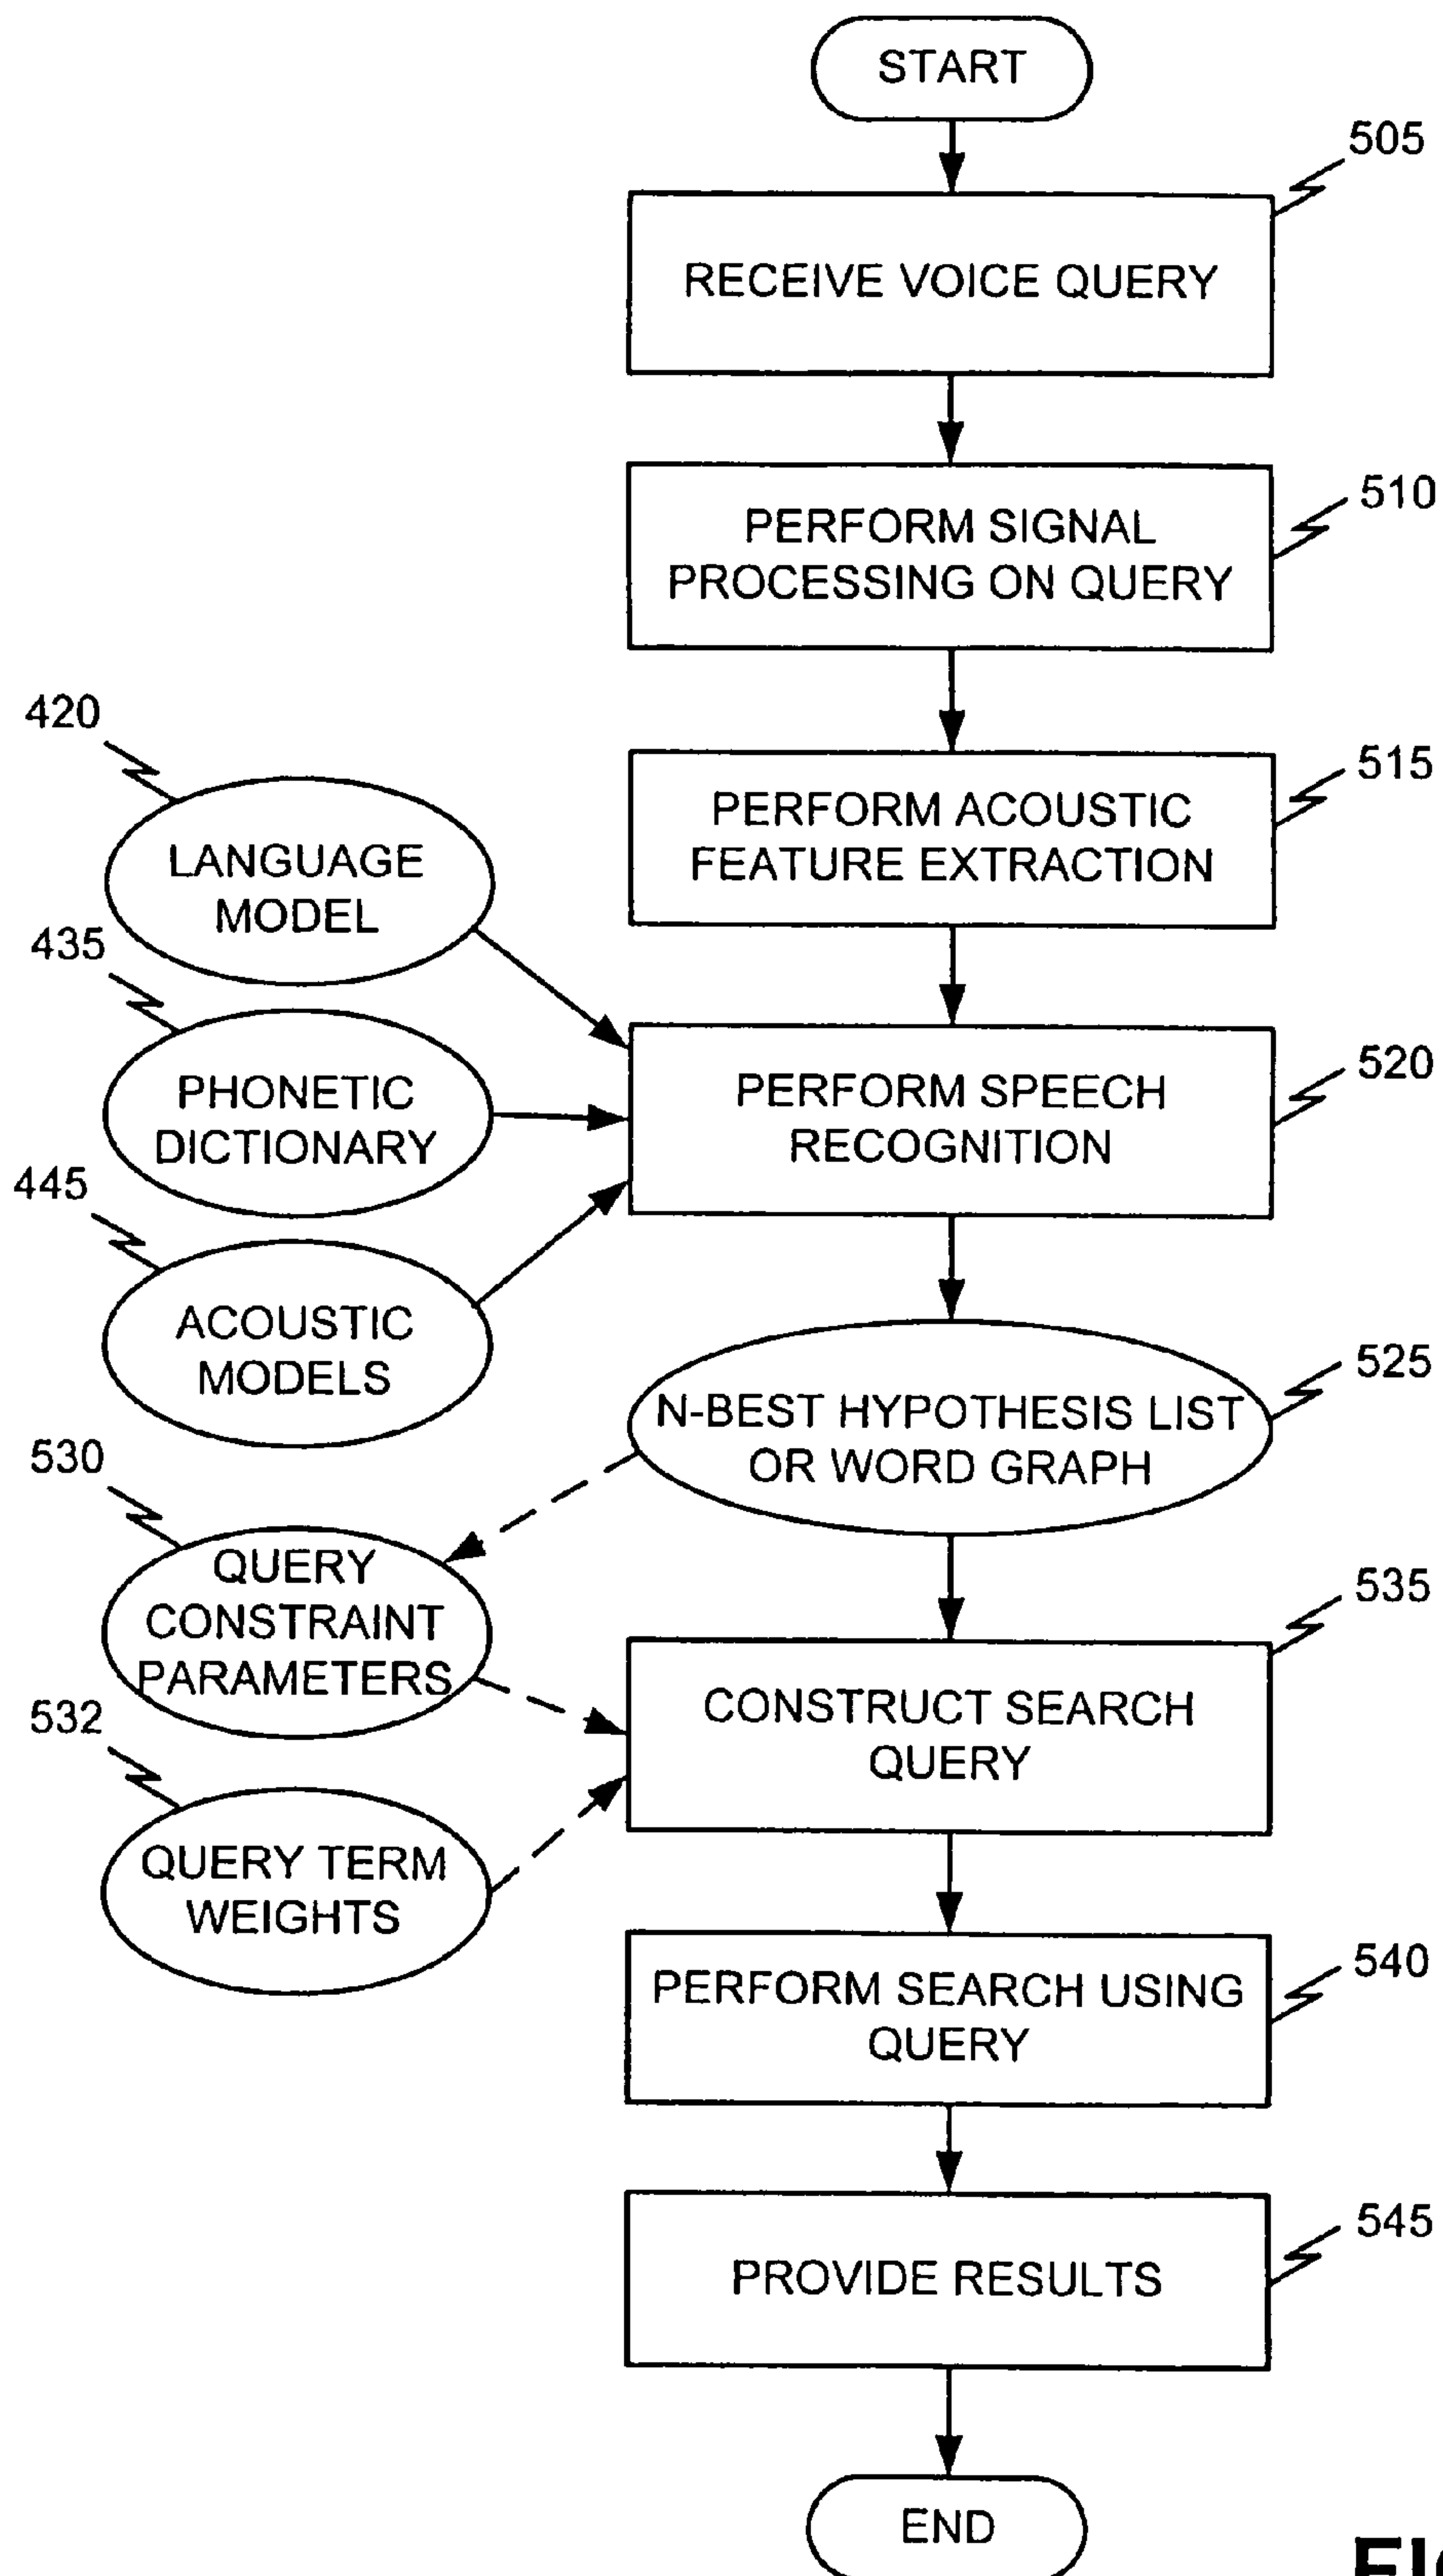 START
505
RECEIVE VOICE QUERY
510
PERFORM SIGNAL
PROCESSING ON QUERY
515
PERFORM ACOUSTIC
FEATURE EXTRACTION
420
LANGUAGE
MODEL
435
PHONETIC
DICTIONARY
445
ACOUSTIC
MODELS
520
PERFORM SPEECH
RECOGNITION
525
N-BEST HYPOTHESIS LIST
OR WORD GRAPH
530
QUERY
CONSTRAINT
PARAMETERS
532
QUERY TERM
WEIGHTS
535
CONSTRUCT SEARCH
QUERY
540
PERFORM SEARCH USING
QUERY
545
PROVIDE RESULTS
END